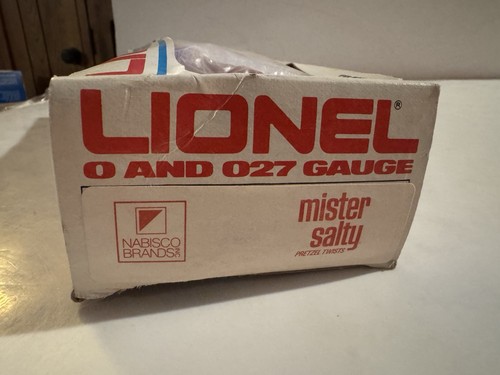 LIONEL®
O AND O27 GAUGE
NABISCO
BRANDS
mister
salty
PRETZEL TWISTS